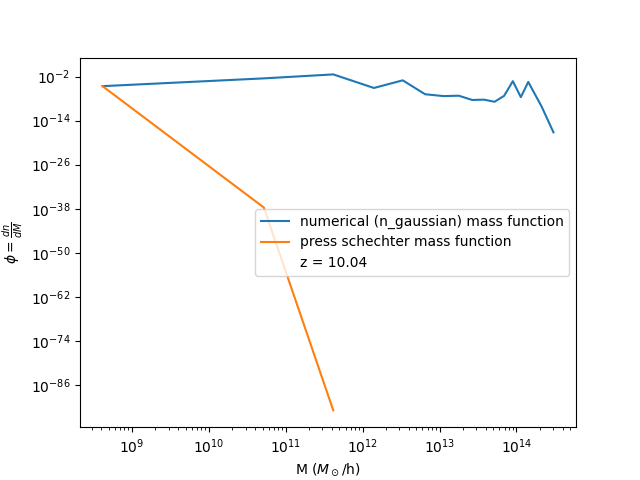 10^-2
10^-14
10^-26
10^-38
10^-50
10^-62
10^-74
10^-86
ϕ = dn/dM
numerical (n_gaussian) mass function
press schechter mass function
z = 10.04
10^9 10^10 10^11 10^12 10^13 10^14
M (M_⊙/h)